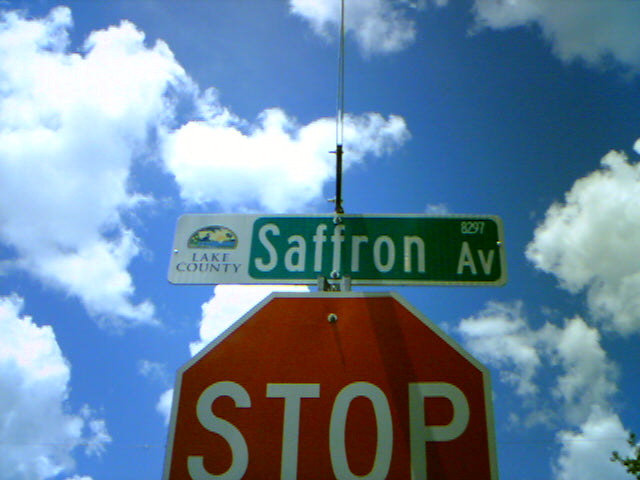 LAKE
COUNTY
Saffron Av
8297
STOP